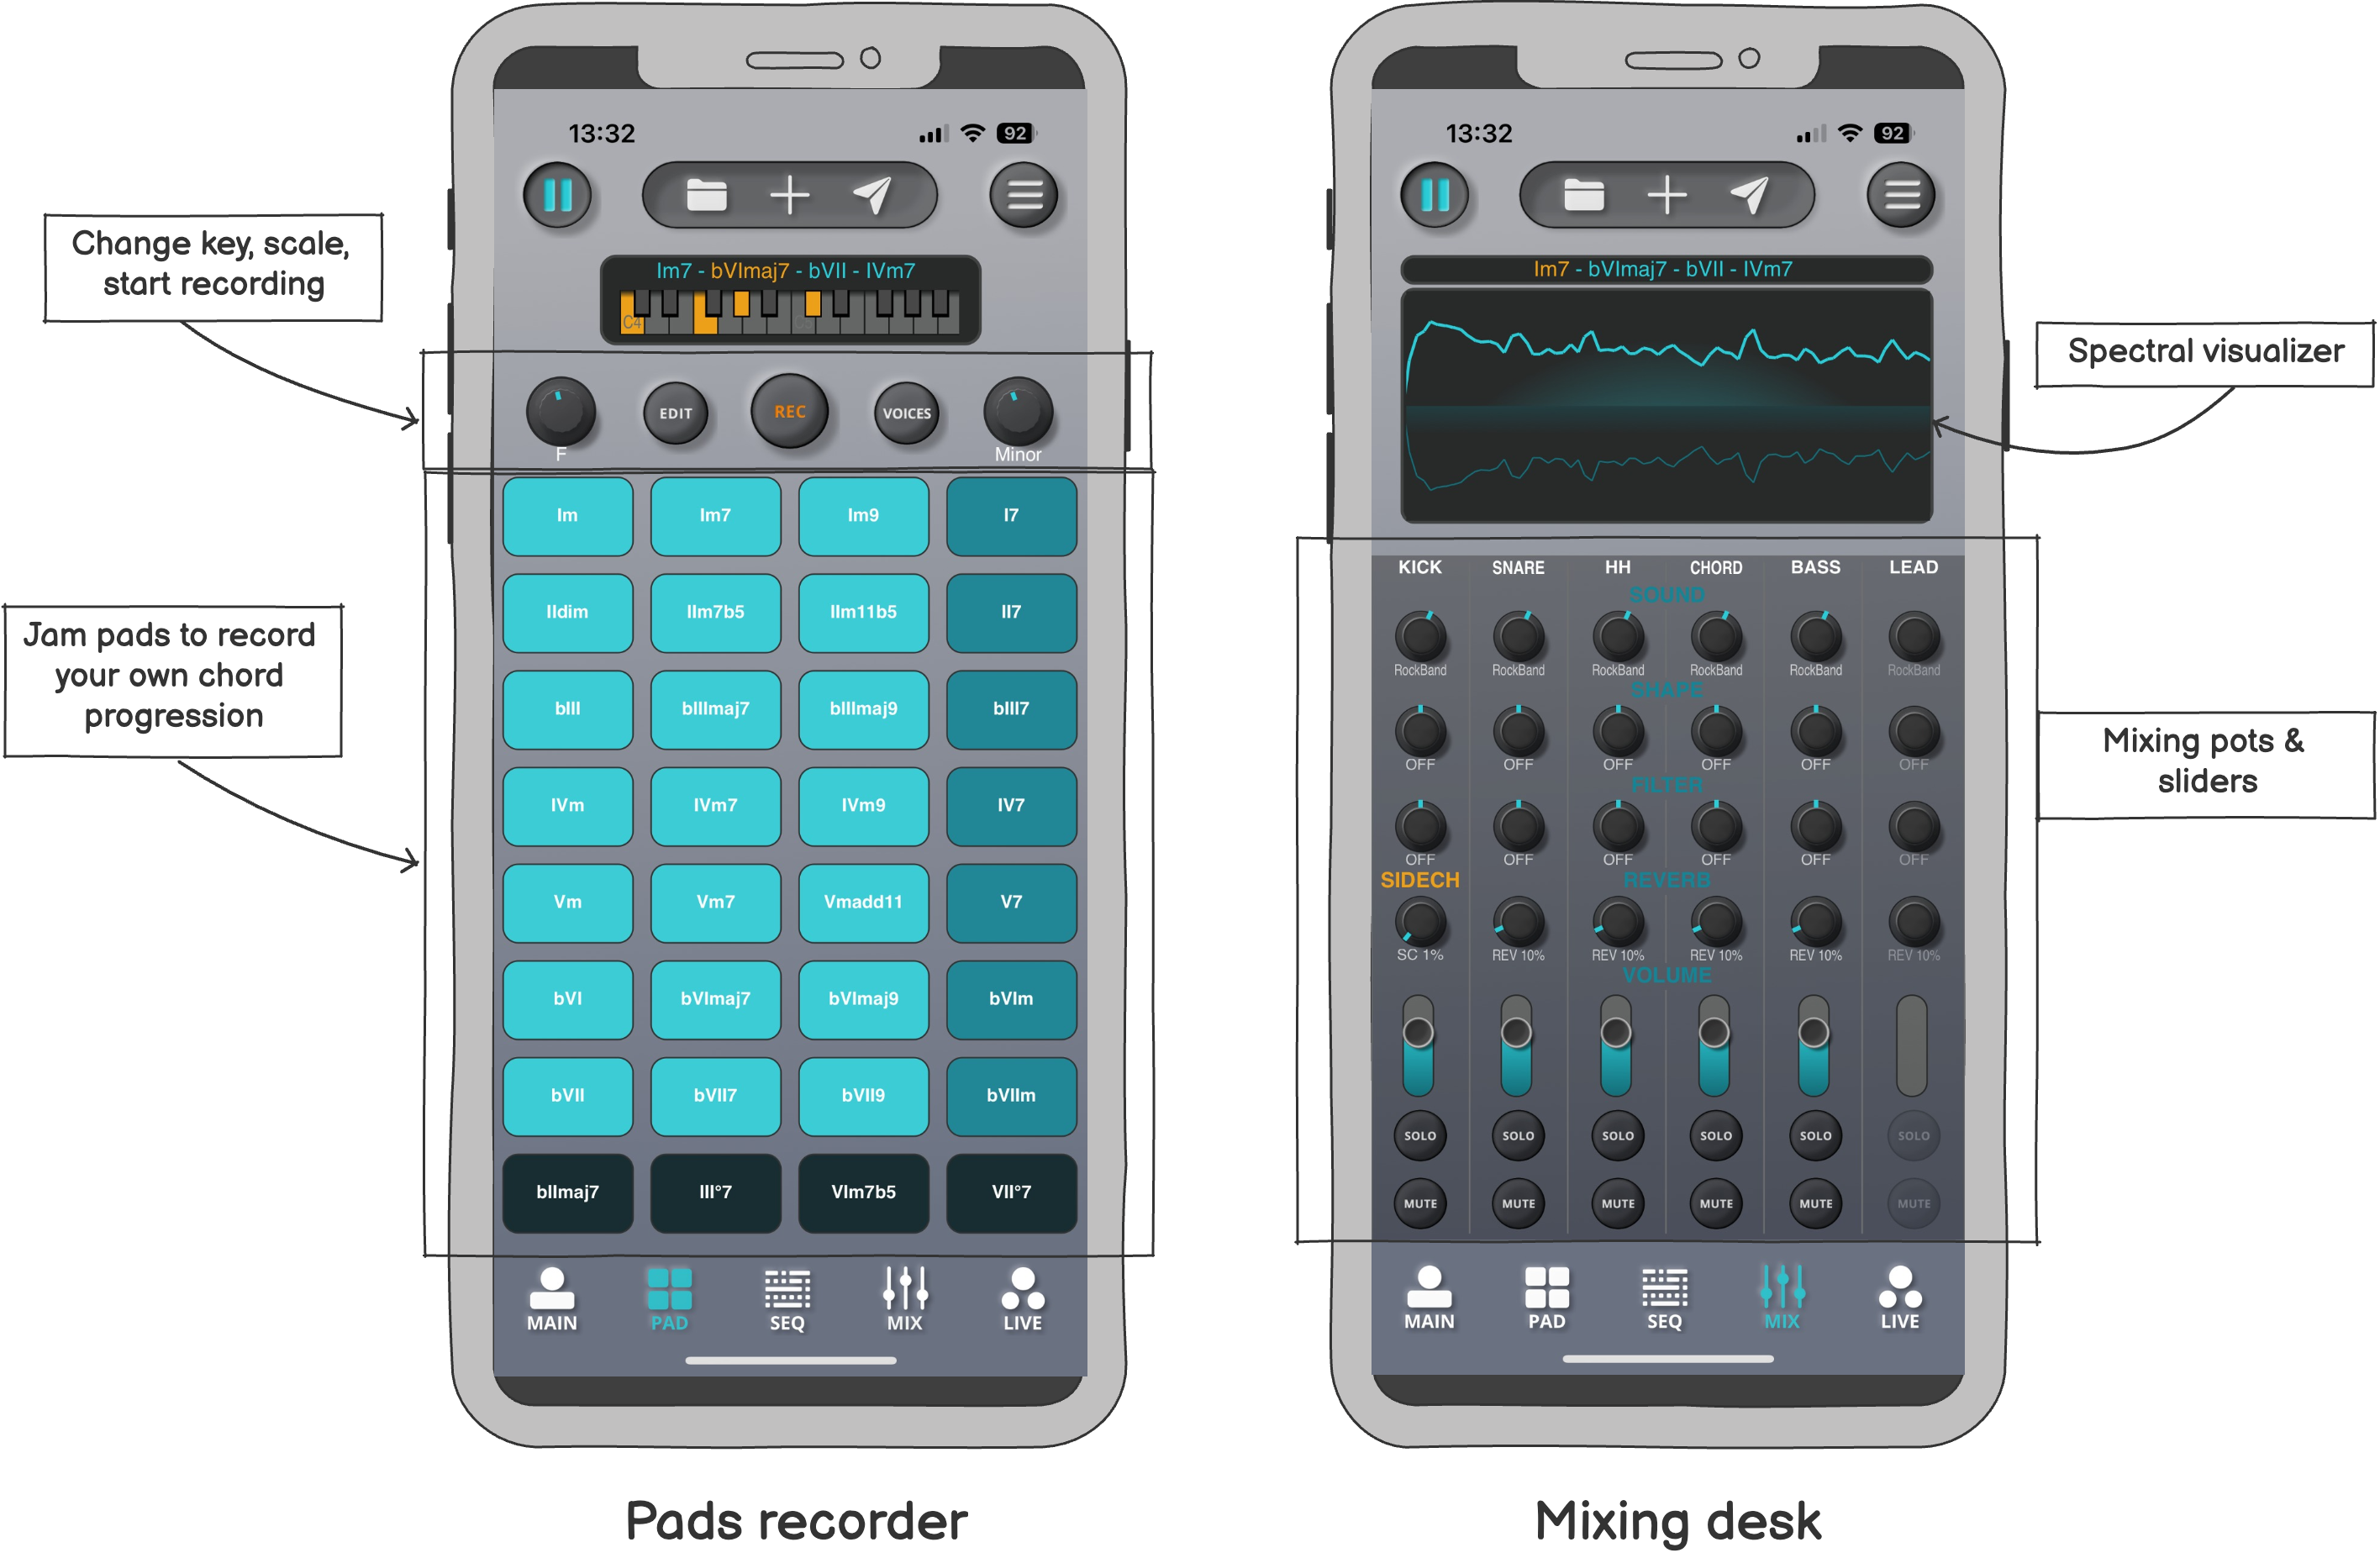 13:32
92
Im7 - bVImaj7 - bVII - IVm7
C4
EDIT
REC
VOICES
F
Minor
Im Im7 Im9 I7
IIdim IIm7b5 IIm11b5 II7
bIII bIIImaj7 bIIImaj9 bIII7
IVm IVm7 IVm9 IV7
Vm Vm7 Vmadd11 V7
bVI bVImaj7 bVImaj9 bVIm
bVII bVII7 bVII9 bVIIm
bIImaj7 III°7 VIm7b5 VII°7
MAIN PAD SEQ MIX LIVE
Change key, scale,
start recording
Jam pads to record
your own chord
progression
Pads recorder
13:32
92
Im7 - bVImaj7 - bVII - IVm7
KICK SNARE HH CHORD BASS LEAD
SOUND
RockBand RockBand RockBand RockBand RockBand RockBand
SHAPE
OFF OFF OFF OFF OFF OFF
FILTER
OFF OFF OFF OFF OFF OFF
SIDECH REVERB
SC 1% REV 10% REV 10% REV 10% REV 10% REV 10%
VOLUME
SOLO SOLO SOLO SOLO SOLO SOLO
MUTE MUTE MUTE MUTE MUTE MUTE
MAIN PAD SEQ MIX LIVE
Spectral visualizer
Mixing pots &
sliders
Mixing desk